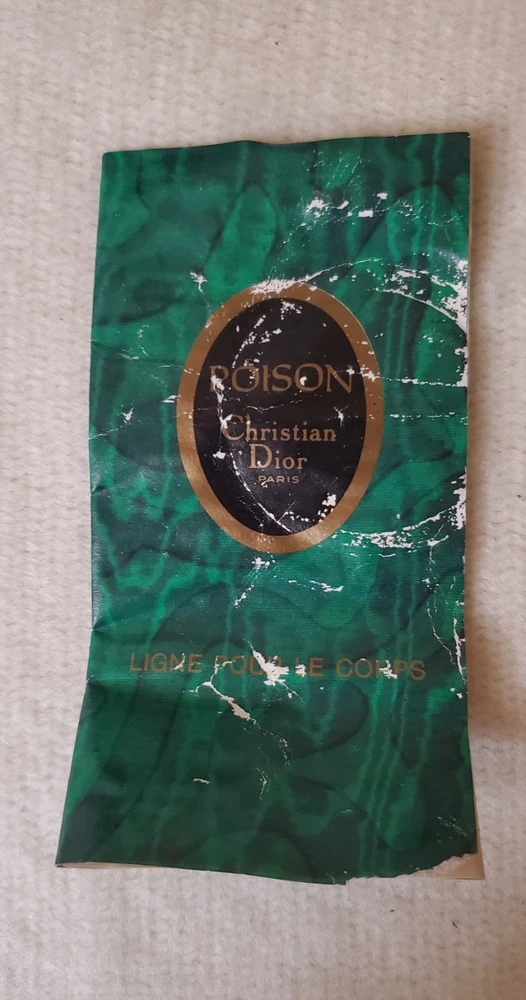 POISON
Christian
Dior
PARIS
LIGNE POUR LE CORPS